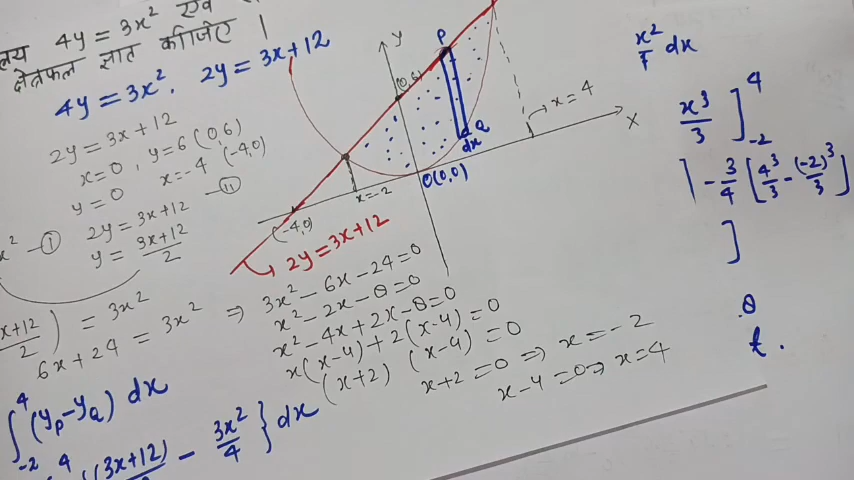 4y = 3x² एवं
क्षेत्रफल ज्ञात कीजिए ।
4y = 3x², 2y = 3x+12
2y = 3x+12
x=0, y=6 (0,6)
y=0 x=-4 (-4,0)
x² —① 2y = 3x+12 —⑪
y = (3x+12)/2
x+12)/2) = 3x²
6x+24 = 3x²
⇒ 3x² - 6x - 24 = 0
x² - 2x - 8 = 0
x² - 4x + 2x - 8 = 0
x(x-4) + 2(x-4) = 0
(x+2) (x-4) = 0
x+2 = 0 ⇒ x = -2
x-4 = 0 ⇒ x = 4
∫₋₂⁴ (y_P - y_Q) dx
(3x+12) - 3x²/4 } dx
y
P
(0,6)
x=4
X
Q
dx
O(0,0)
x=-2
(-4,0)
2y = 3x+12
dx
x³/3 ]₋₂⁴
] - 3/4 [4³/3 - (-2)³/3]
]